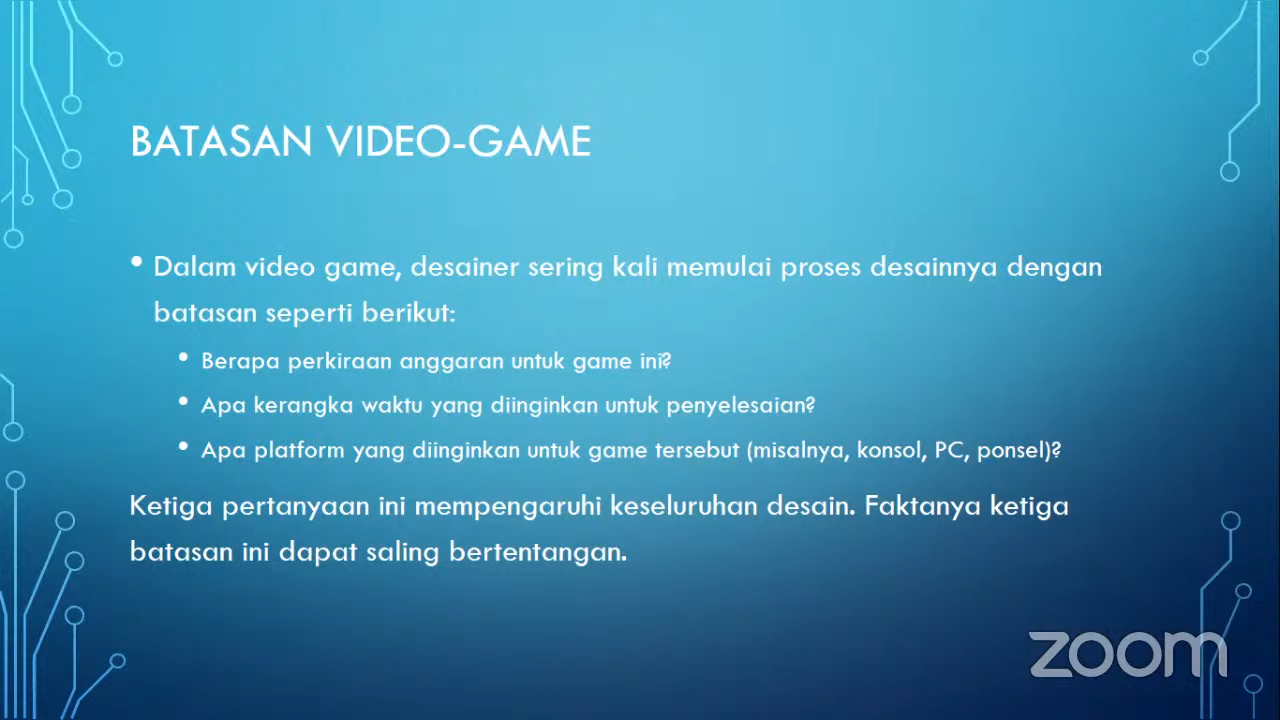 BATASAN VIDEO-GAME
• Dalam video game, desainer sering kali memulai proses desainnya dengan
batasan seperti berikut:
• Berapa perkiraan anggaran untuk game ini?
• Apa kerangka waktu yang diinginkan untuk penyelesaian?
• Apa platform yang diinginkan untuk game tersebut (misalnya, konsol, PC, ponsel)?
Ketiga pertanyaan ini mempengaruhi keseluruhan desain. Faktanya ketiga
batasan ini dapat saling bertentangan.
zoom